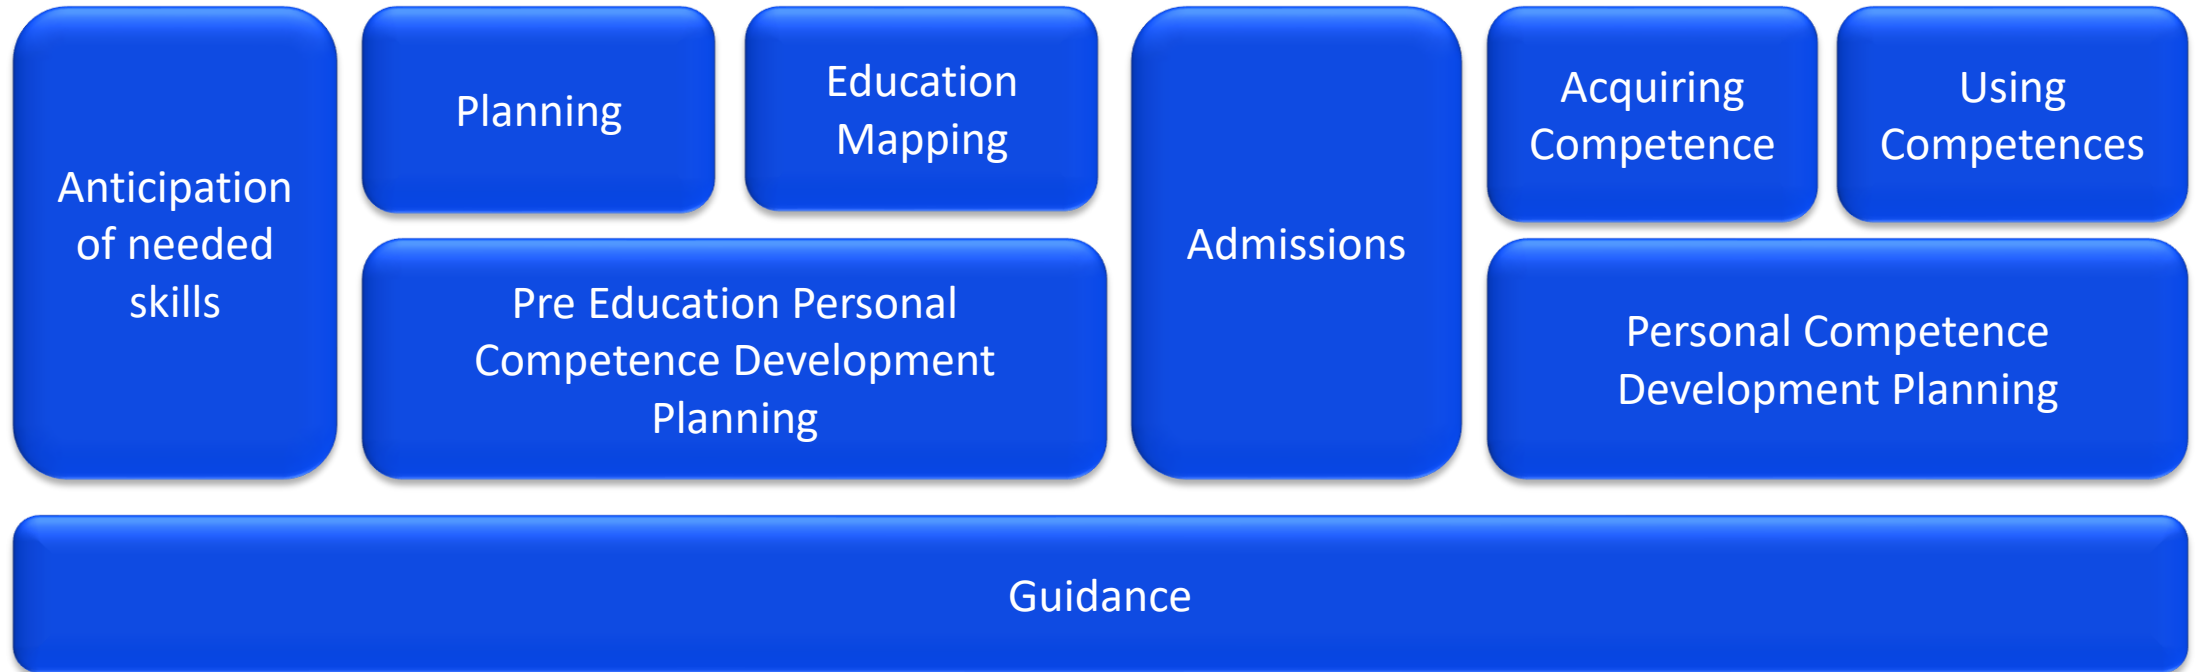 Anticipation
of needed
skills
Planning
Education
Mapping
Pre Education Personal
Competence Development
Planning
Admissions
Acquiring
Competence
Using
Competences
Personal Competence
Development Planning
Guidance